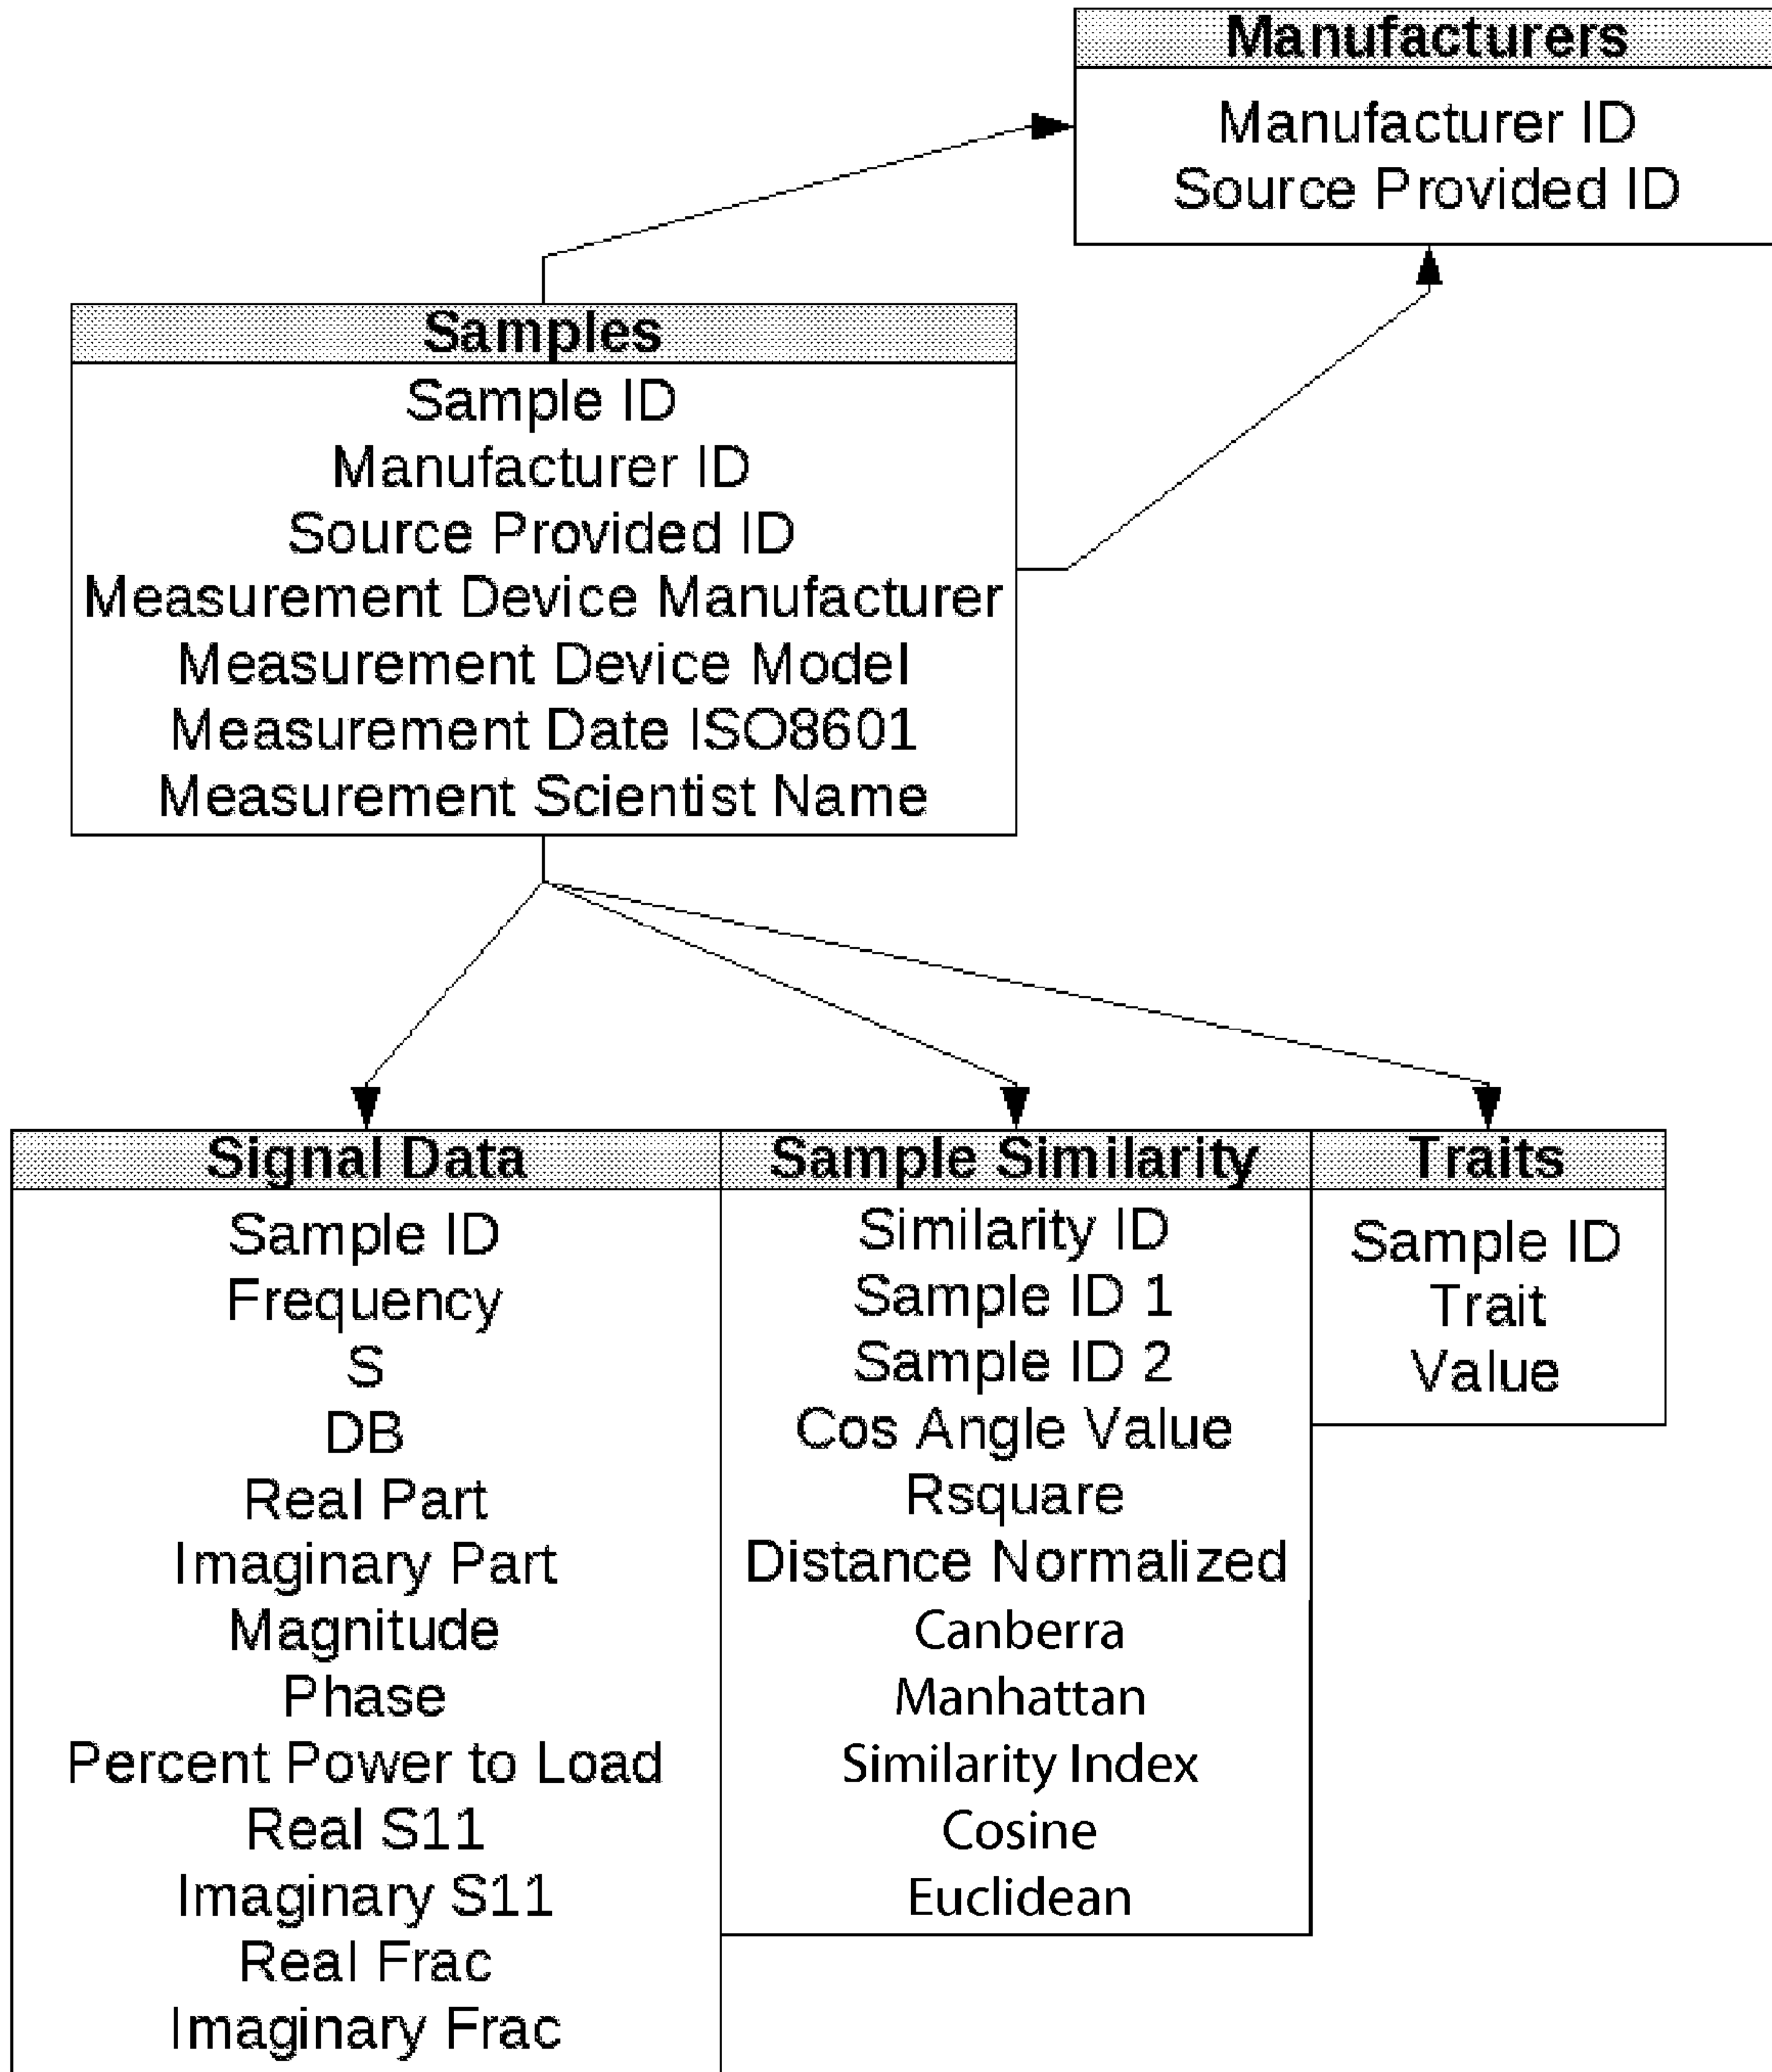 Manufacturers
Manufacturer ID
Source Provided ID
Samples
Sample ID
Manufacturer ID
Source Provided ID
Measurement Device Manufacturer
Measurement Device Model
Measurement Date ISO8601
Measurement Scientist Name
Signal Data
Sample ID
Frequency
S
DB
Real Part
Imaginary Part
Magnitude
Phase
Percent Power to Load
Real S11
Imaginary S11
Real Frac
Imaginary Frac
Sample Similarity
Similarity ID
Sample ID 1
Sample ID 2
Cos Angle Value
Rsquare
Distance Normalized
Canberra
Manhattan
Similarity Index
Cosine
Euclidean
Traits
Sample ID
Trait
Value